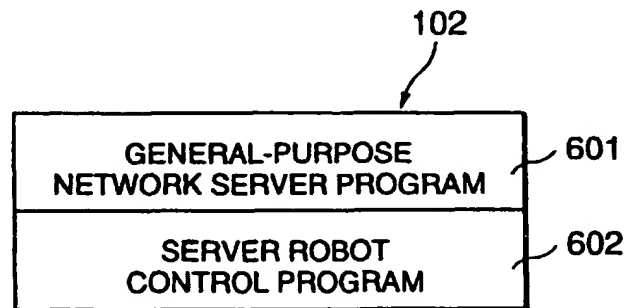 102
GENERAL-PURPOSE
NETWORK SERVER PROGRAM
601
SERVER ROBOT
CONTROL PROGRAM
602